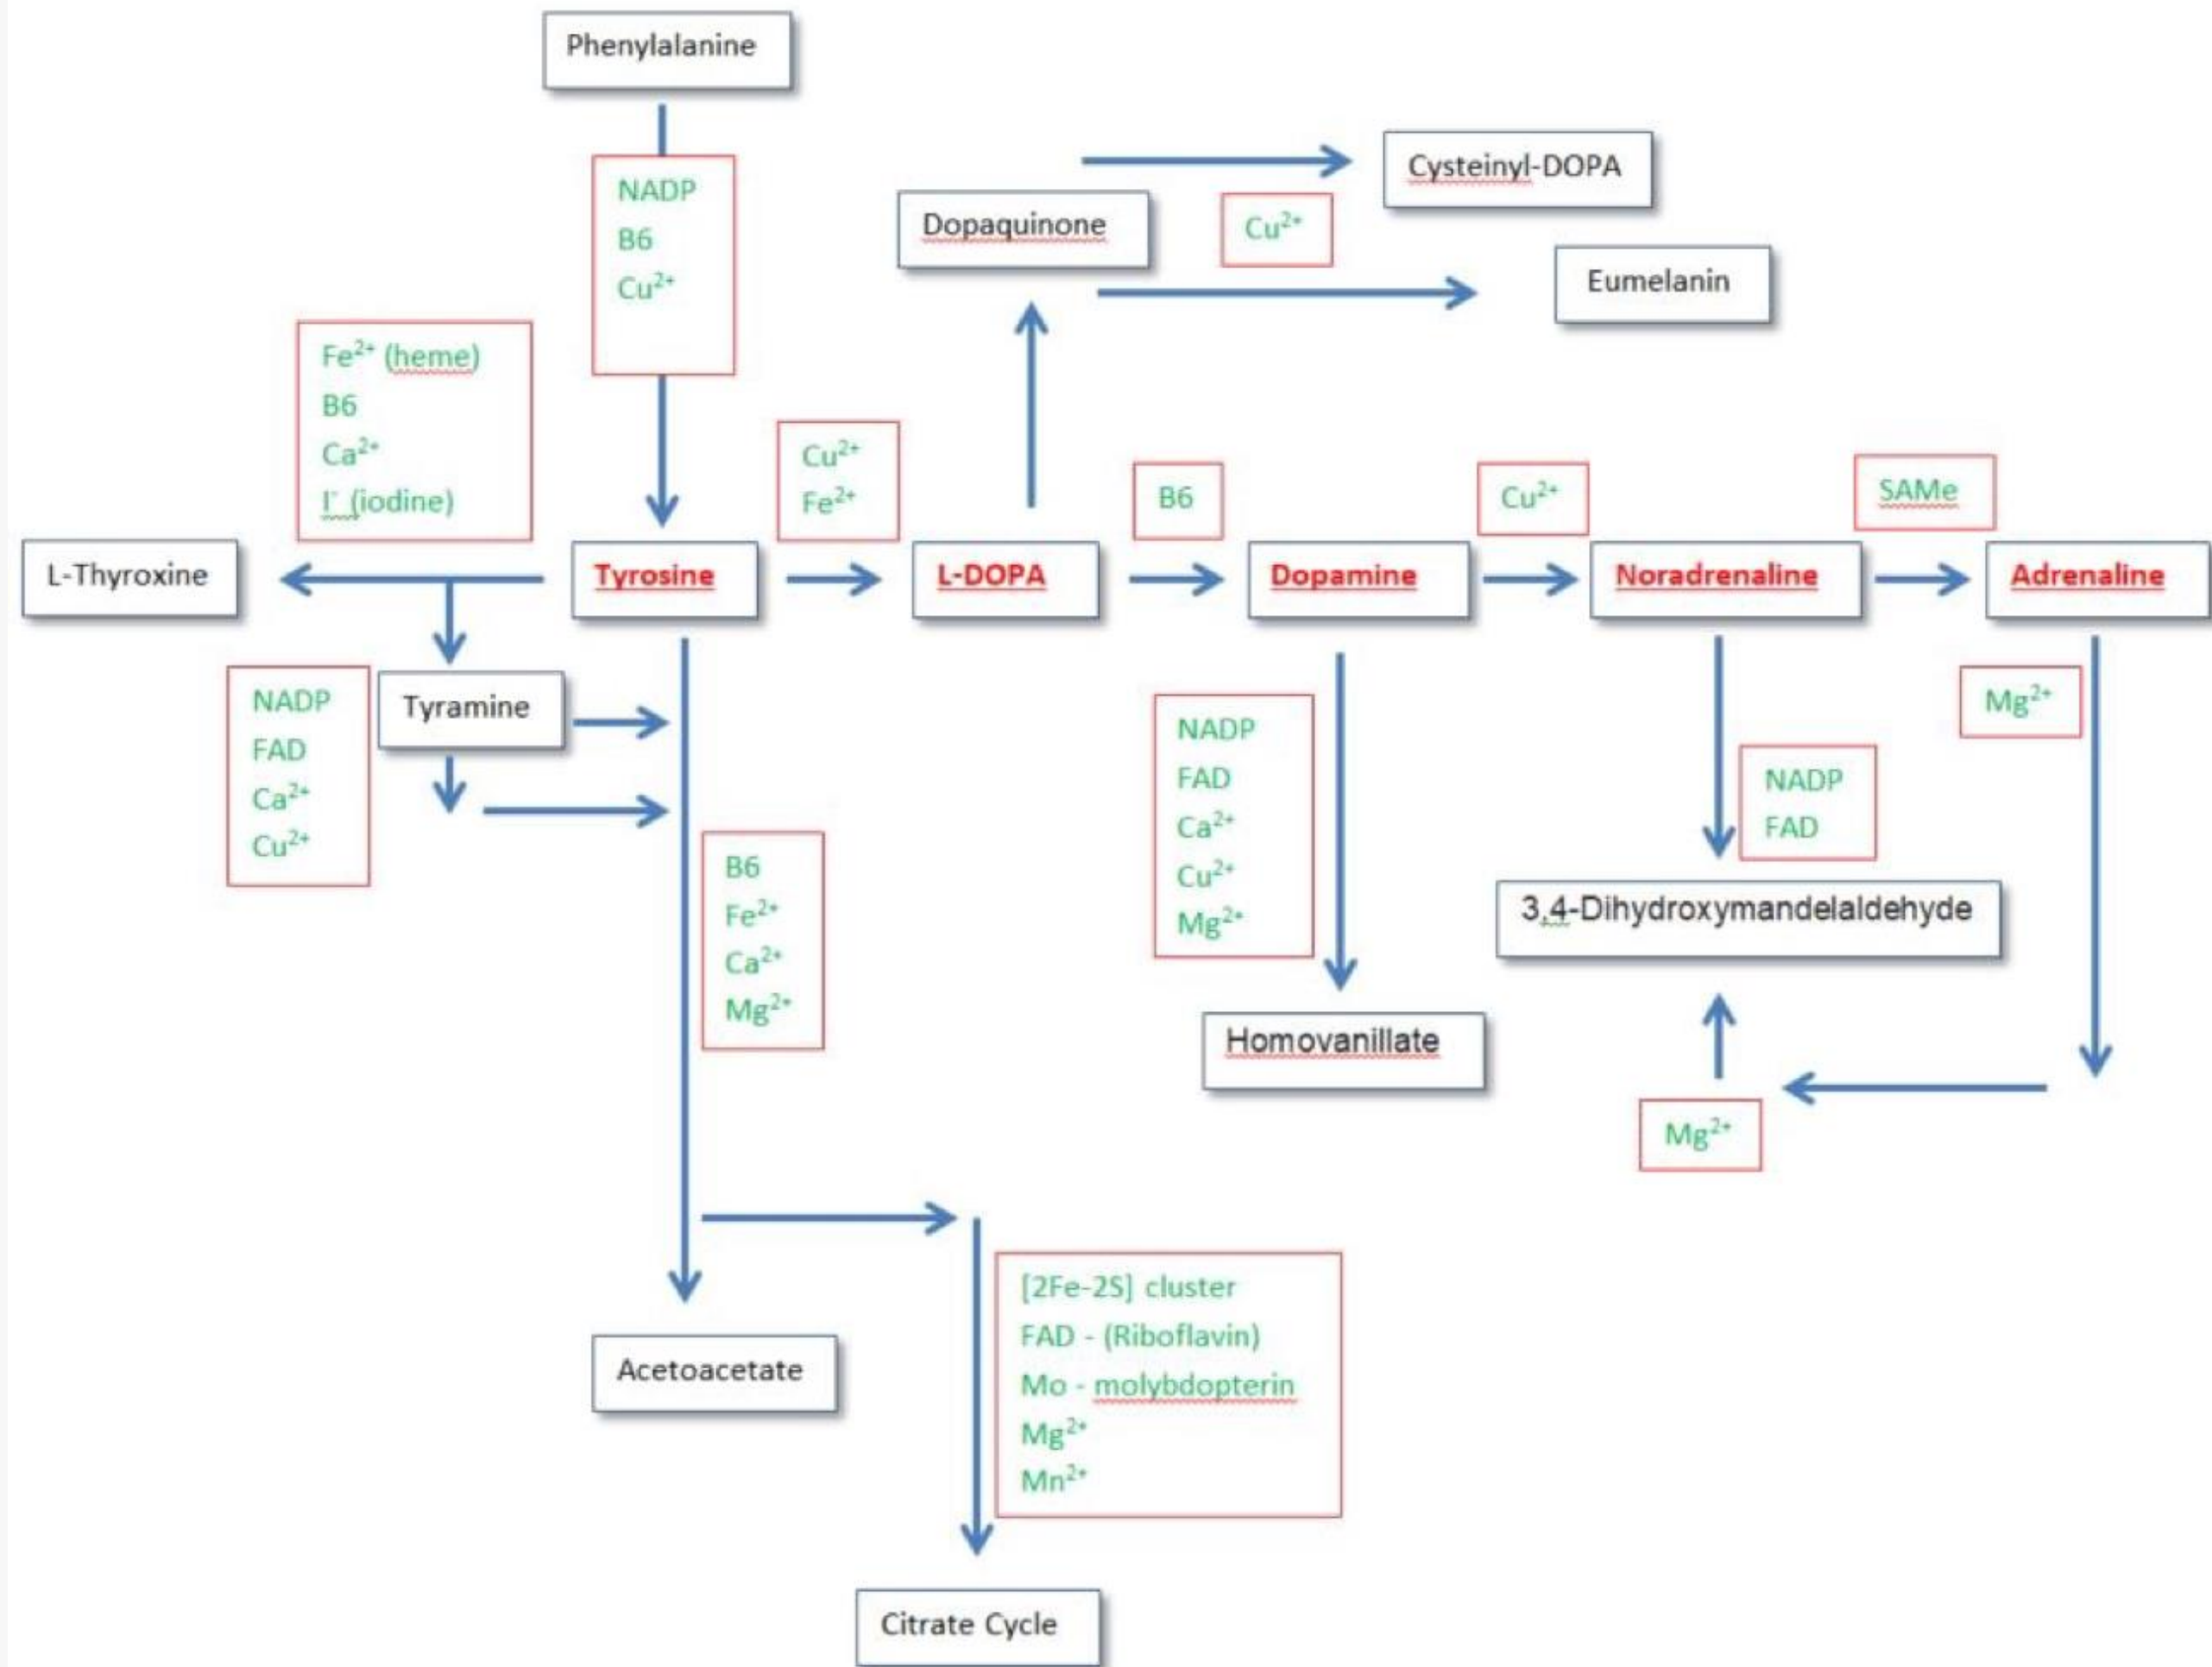 Phenylalanine
NADP
B6
Cu²⁺
Dopaquinone
Cysteinyl-DOPA
Cu²⁺
Eumelanin
Fe²⁺ (heme)
B6
Ca²⁺
I⁻ (iodine)
Cu²⁺
Fe²⁺
B6
Cu²⁺
SAMe
L-Thyroxine
Tyrosine
L-DOPA
Dopamine
Noradrenaline
Adrenaline
NADP
FAD
Ca²⁺
Cu²⁺
Tyramine
B6
Fe²⁺
Ca²⁺
Mg²⁺
NADP
FAD
Ca²⁺
Cu²⁺
Mg²⁺
Homovanillate
NADP
FAD
Mg²⁺
3,4-Dihydroxymandelaldehyde
Mg²⁺
Acetoacetate
[2Fe-2S] cluster
FAD - (Riboflavin)
Mo - molybdopterin
Mg²⁺
Mn²⁺
Citrate Cycle